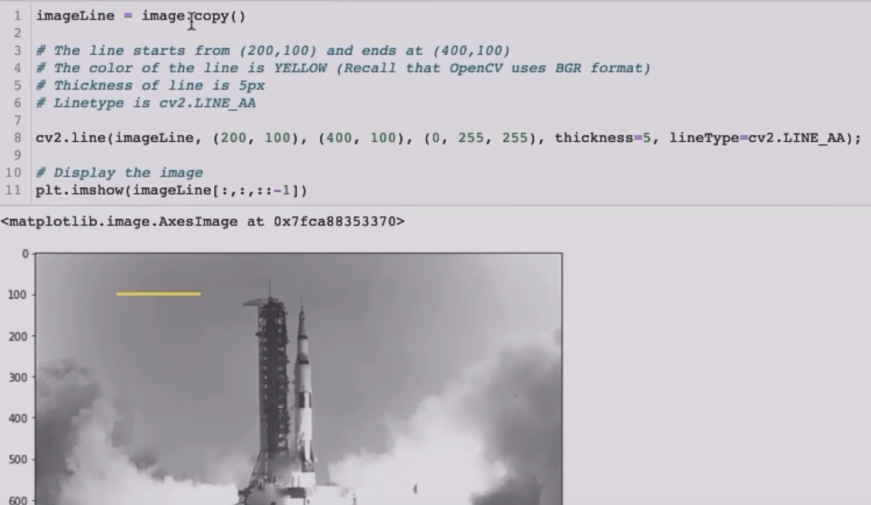 1 imageLine = image.copy()
2
3 # The line starts from (200,100) and ends at (400,100)
4 # The color of the line is YELLOW (Recall that OpenCV uses BGR format)
5 # Thickness of line is 5px
6 # Linetype is cv2.LINE_AA
7
8 cv2.line(imageLine, (200, 100), (400, 100), (0, 255, 255), thickness=5, lineType=cv2.LINE_AA);
9
10 # Display the image
11 plt.imshow(imageLine[:,:,::-1])
<matplotlib.image.AxesImage at 0x7fca88353370>
0
100
200
300
400
500
600